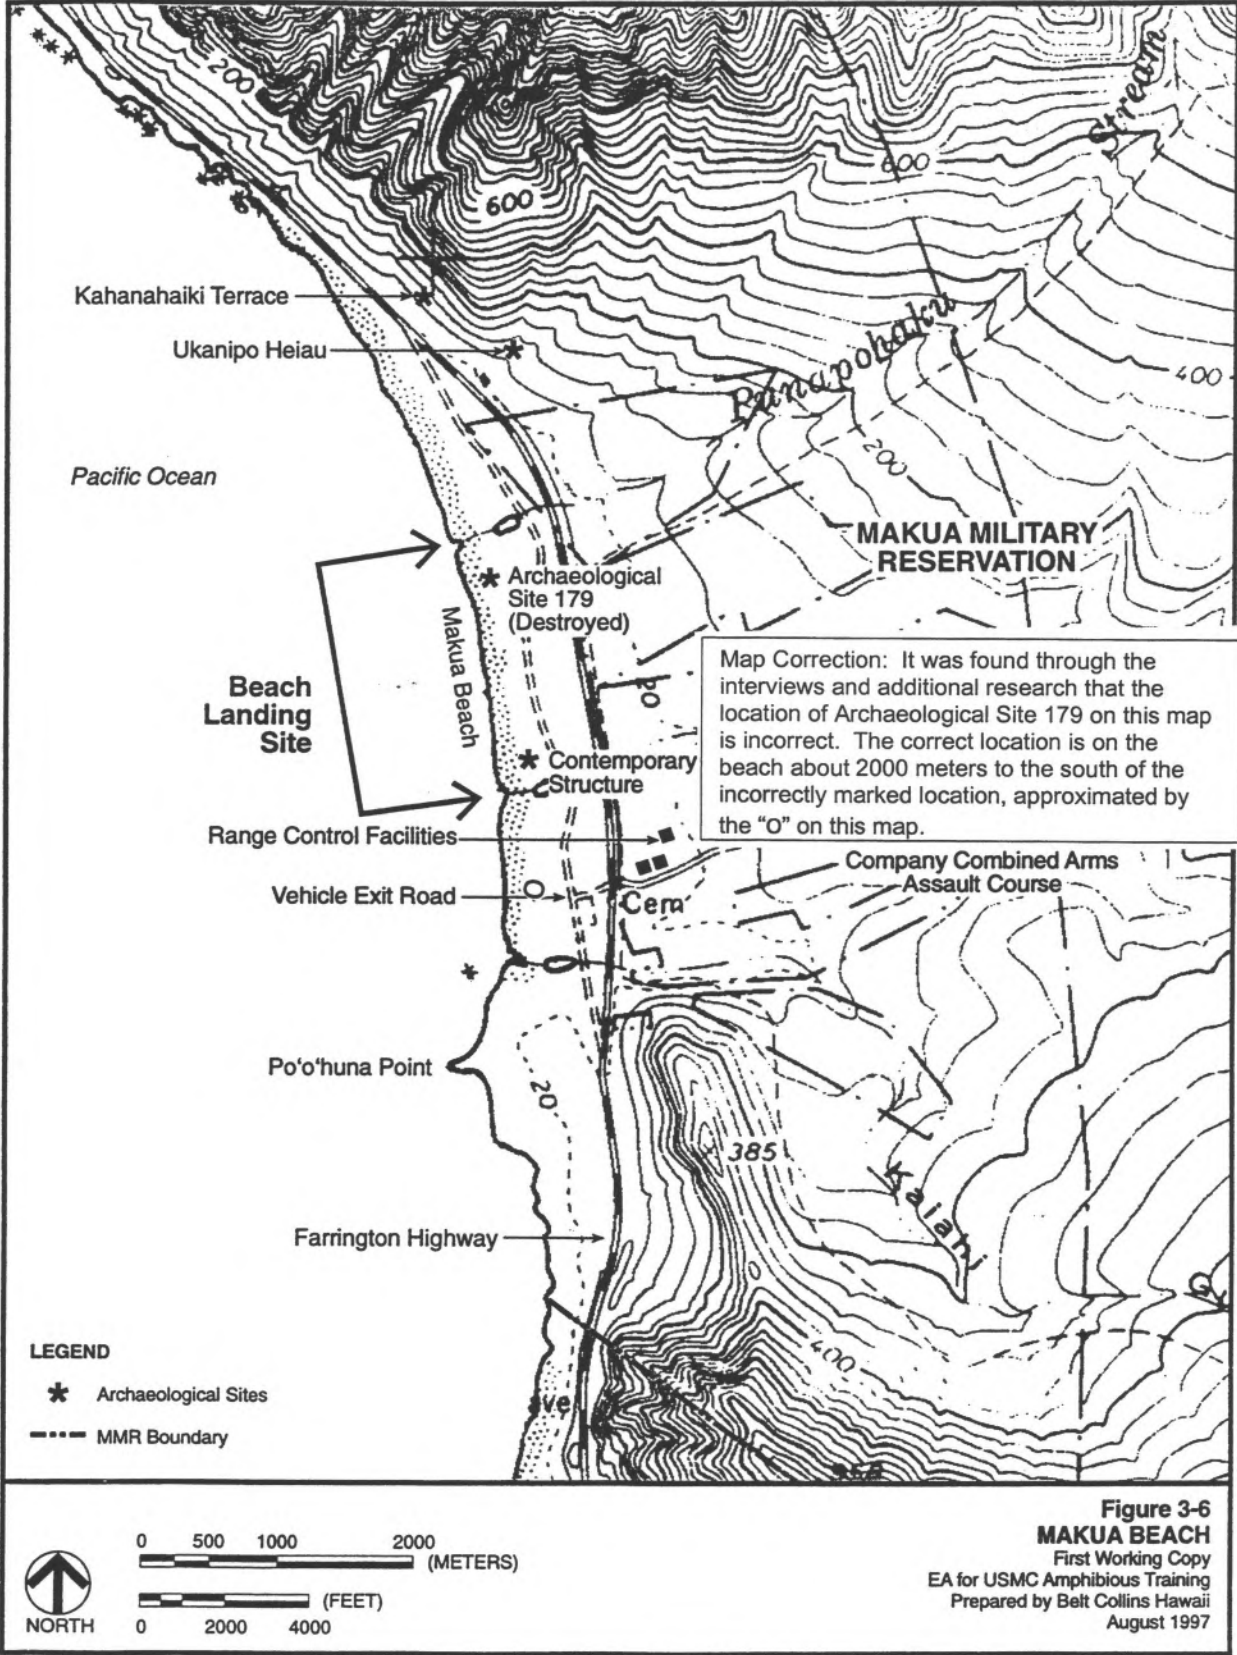 200
Stream
600
600
Kahanahaiki Terrace
Ukanipo Heiau
Punapohaku
400
200
Pacific Ocean
MAKUA MILITARY
RESERVATION
Archaeological
Site 179
(Destroyed)
Makua Beach
Beach
Landing
Site
20
Map Correction: It was found through the
interviews and additional research that the
location of Archaeological Site 179 on this map
is incorrect. The correct location is on the
beach about 2000 meters to the south of the
incorrectly marked location, approximated by
the “O” on this map.
Contemporary
Structure
Range Control Facilities
Company Combined Arms
Assault Course
Vehicle Exit Road
O
Cem
Po‘o‘huna Point
20
385
Kaiahi
Farrington Highway
400
LEGEND
Archaeological Sites
MMR Boundary
ave
Figure 3-6
MAKUA BEACH
First Working Copy
EA for USMC Amphibious Training
Prepared by Belt Collins Hawaii
August 1997
0 500 1000 2000
(METERS)
(FEET)
0 2000 4000
NORTH